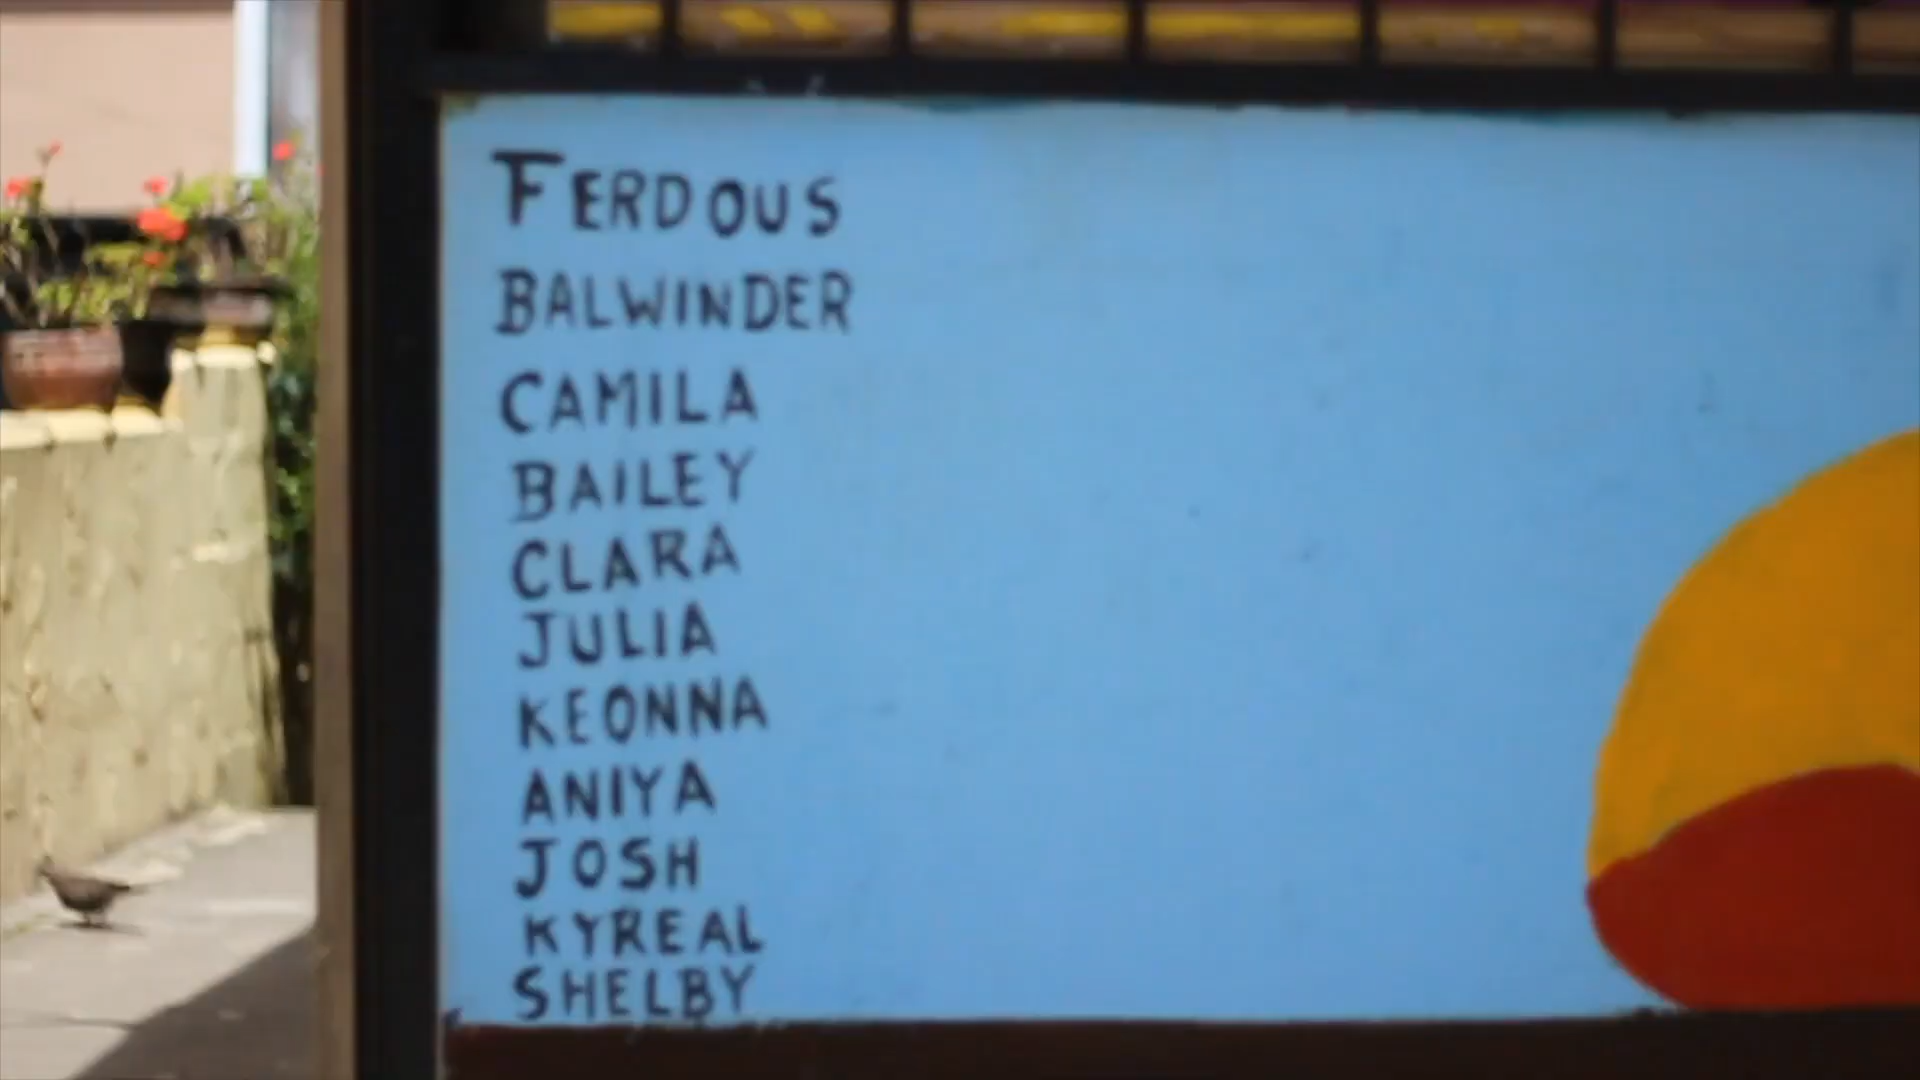 FERDOUS
BALWINDER
CAMILA
BAILEY
CLARA
JULIA
KEONNA
ANIYA
JOSH
KYREAL
SHELBY